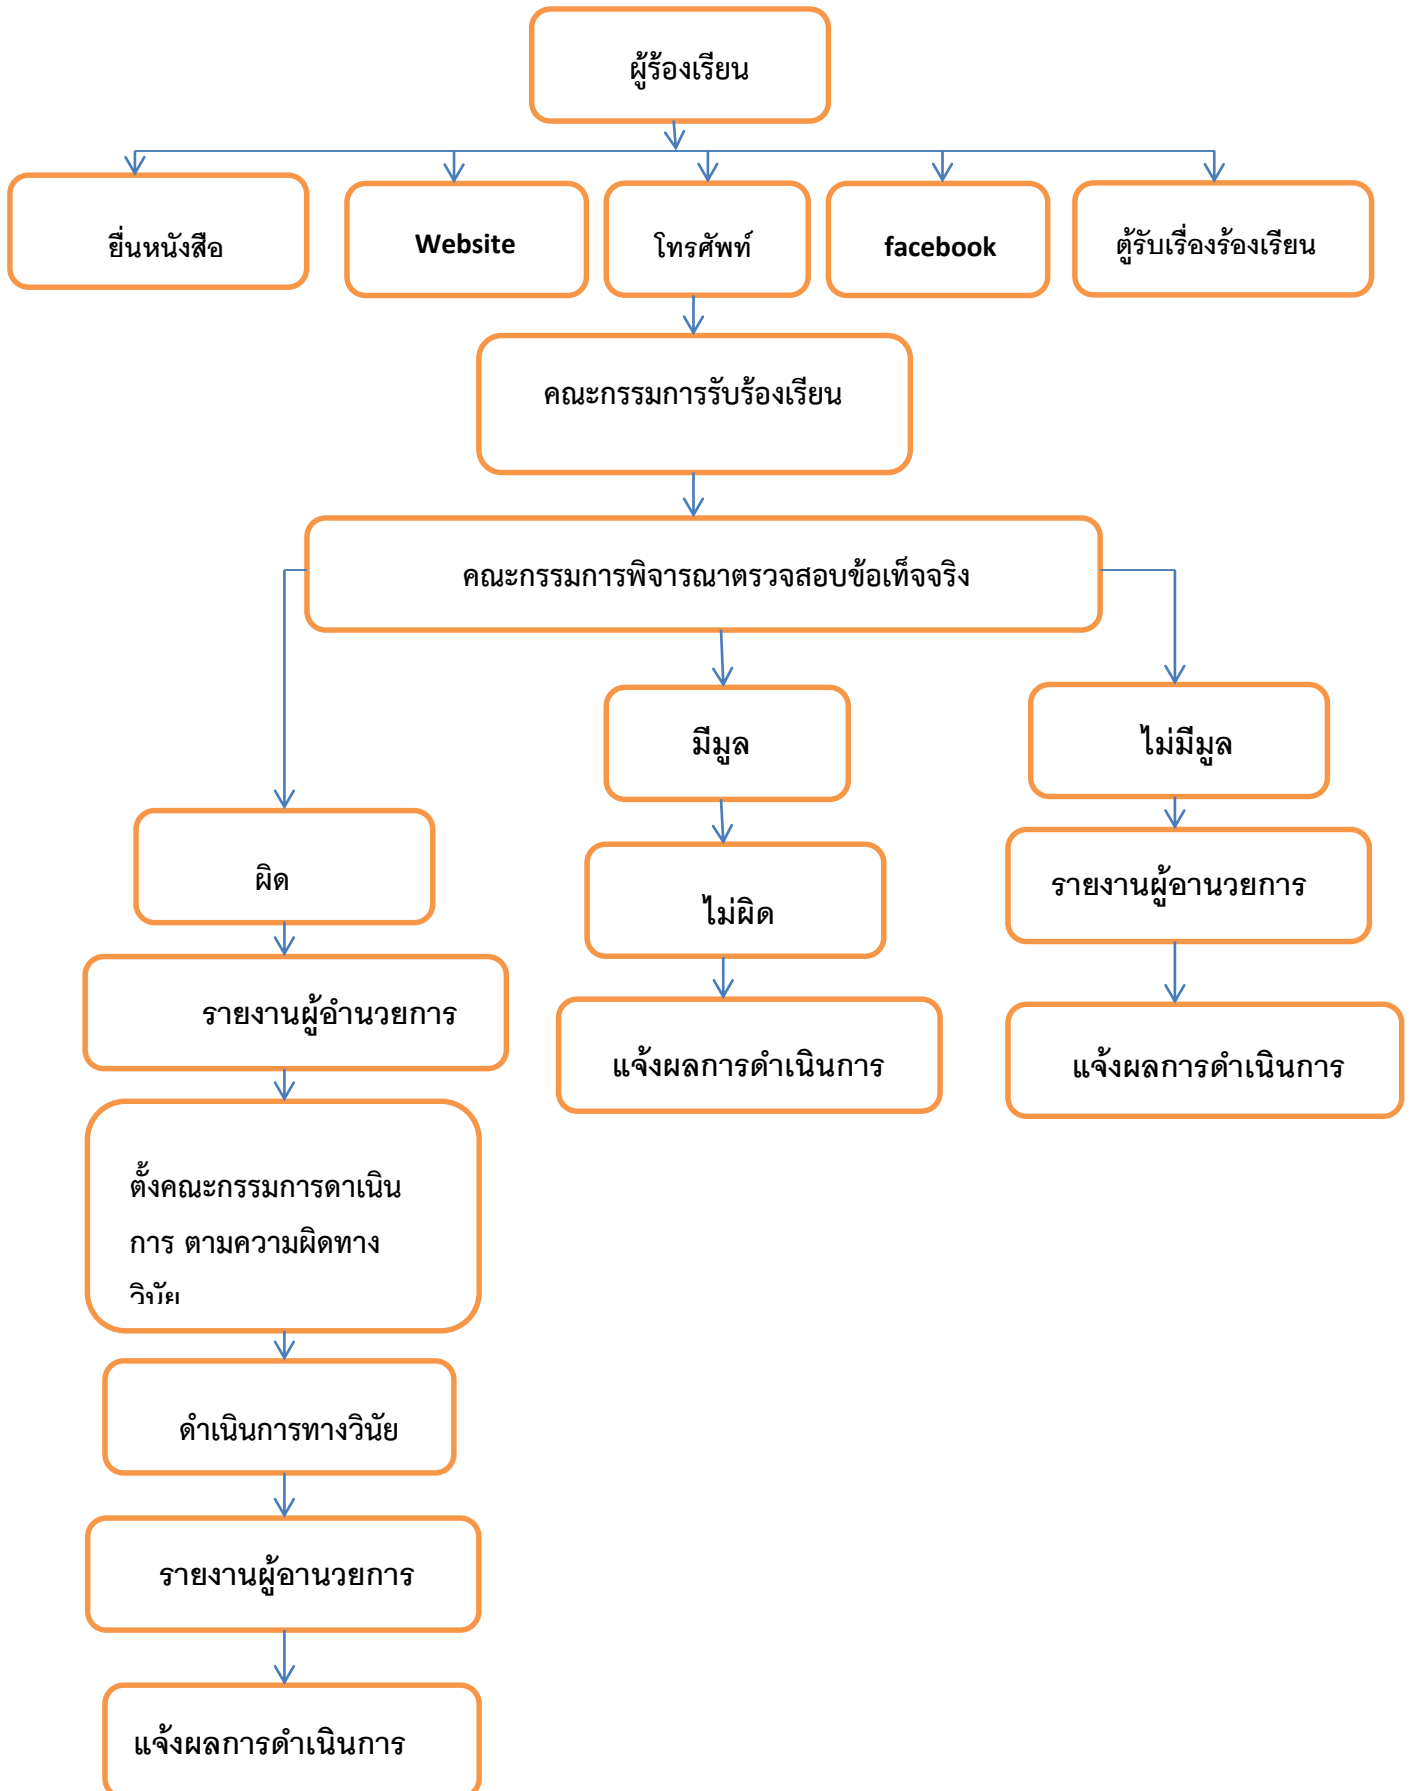 ผู้ร้องเรียน
ยื่นหนังสือ
Website
โทรศัพท์
facebook
ตู้รับเรื่องร้องเรียน
คณะกรรมการรับร้องเรียน
คณะกรรมการพิจารณาตรวจสอบข้อเท็จจริง
มีมูล
ไม่มีมูล
ผิด
ไม่ผิด
รายงานผู้อานวยการ
รายงานผู้อำนวยการ
แจ้งผลการดำเนินการ
แจ้งผลการดำเนินการ
ตั้งคณะกรรมการดาเนิน
การ ตามความผิดทาง
วินัย
ดำเนินการทางวินัย
รายงานผู้อานวยการ
แจ้งผลการดำเนินการ